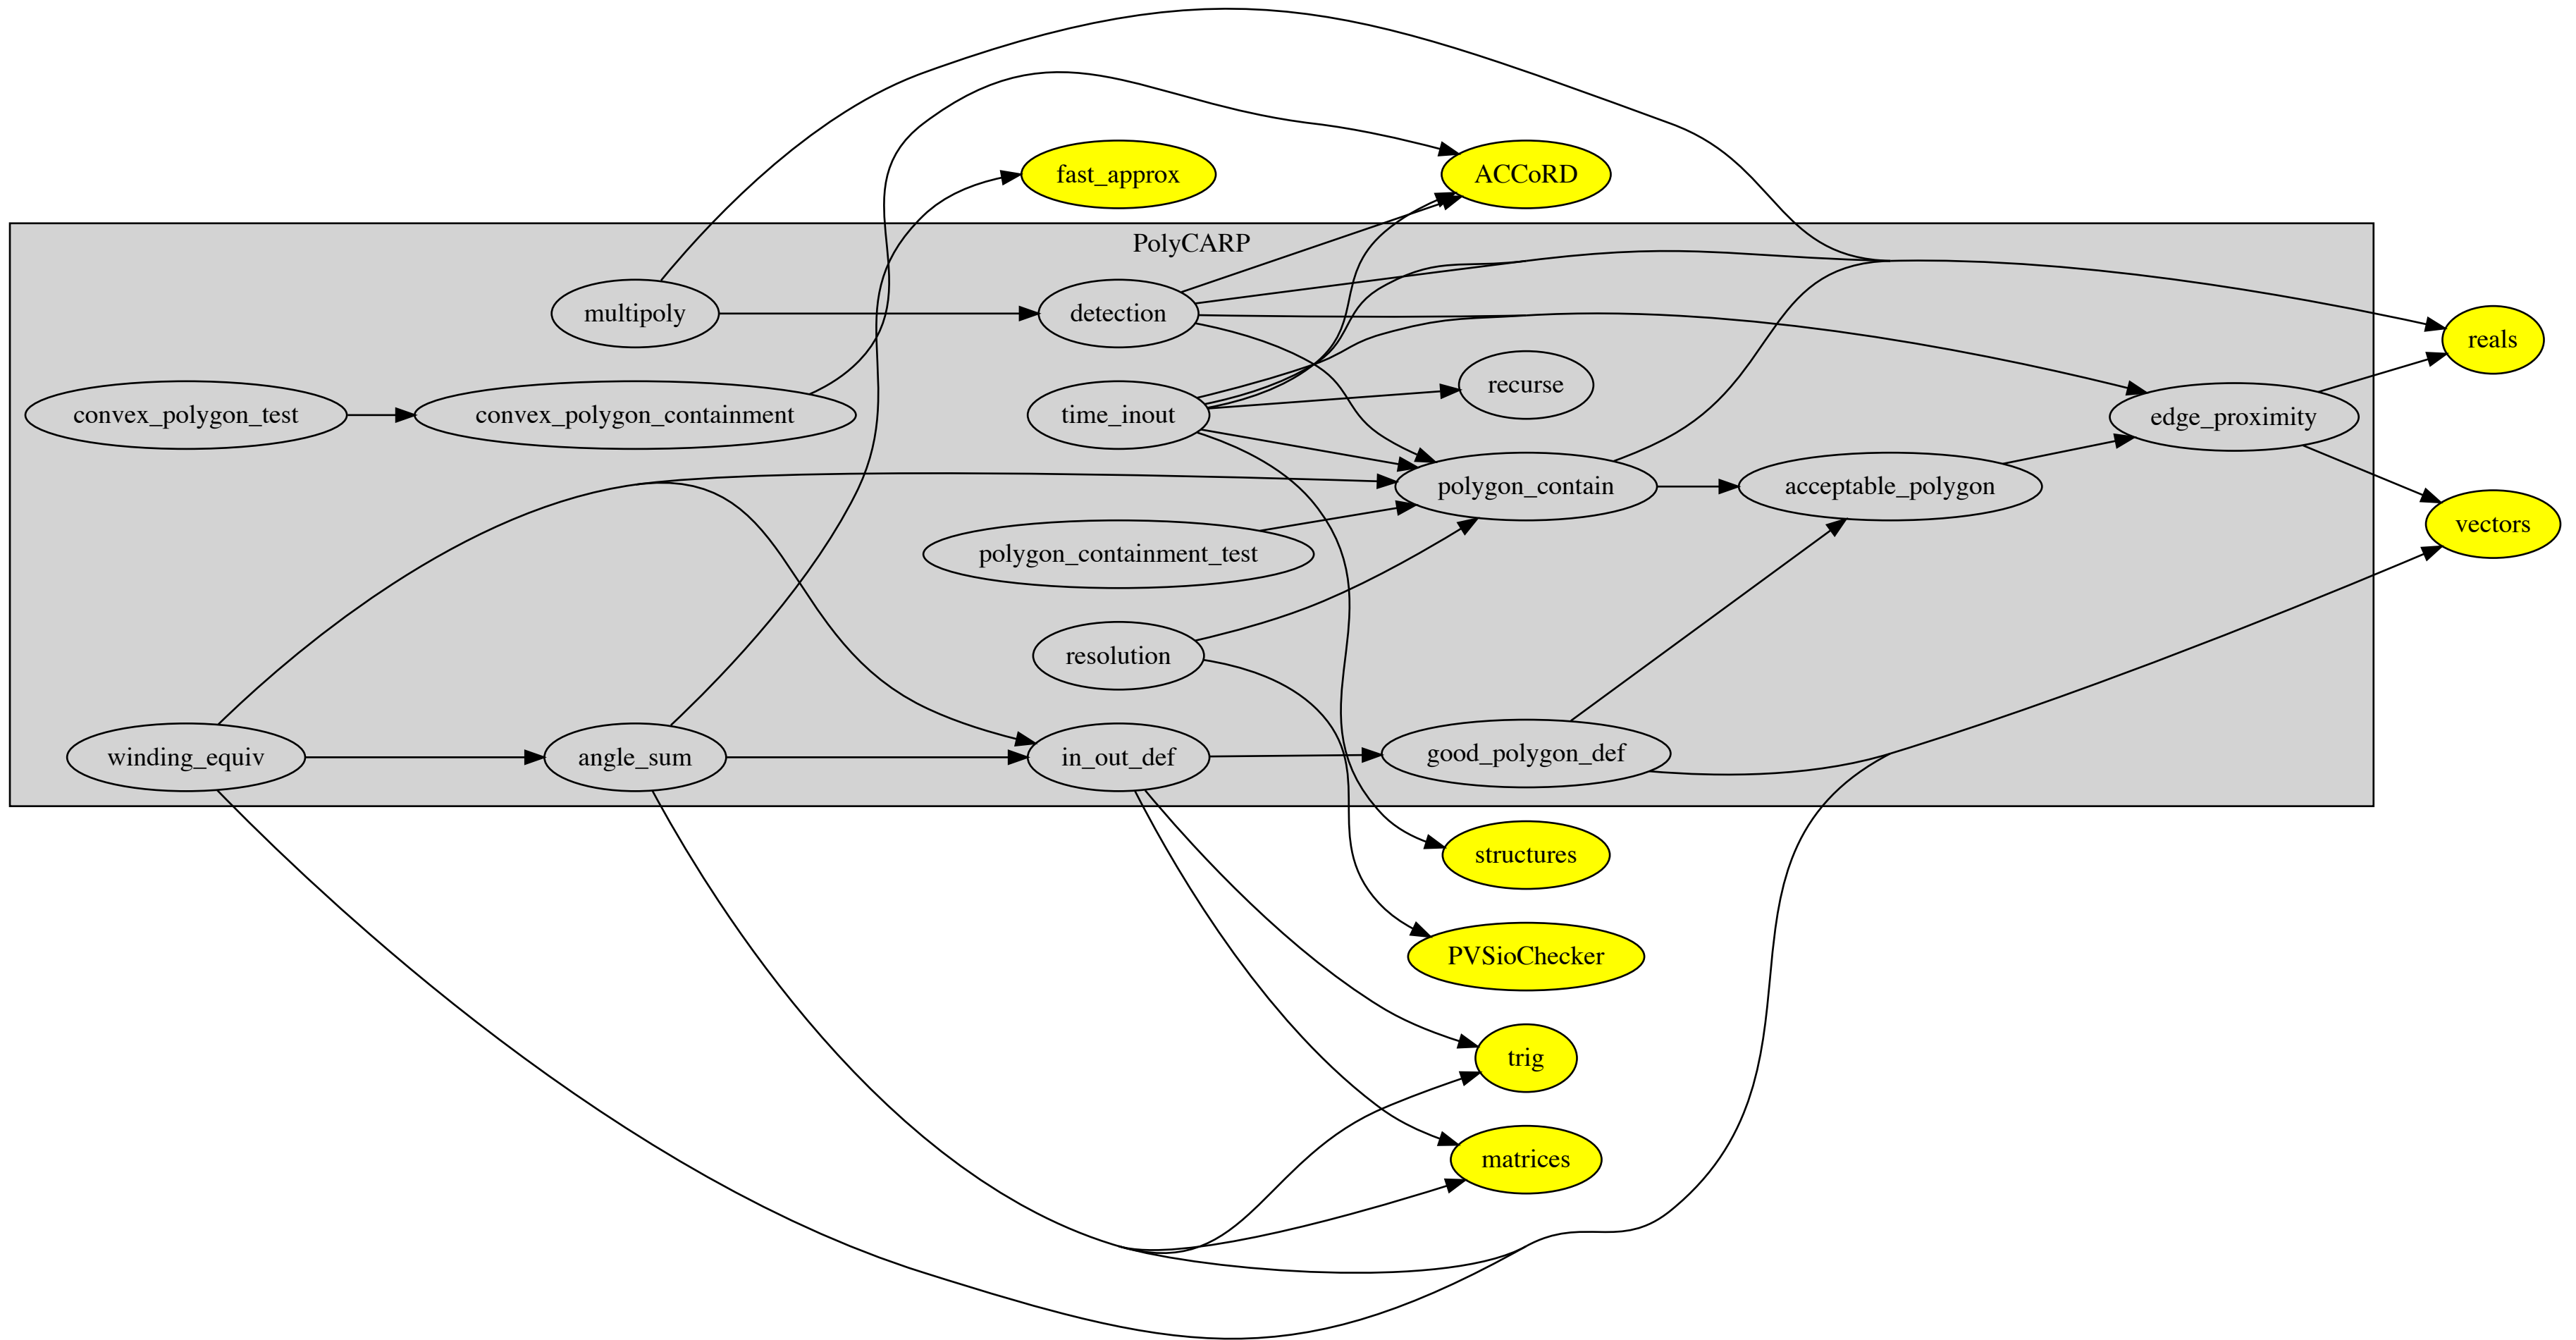 fast_approx
ACCoRD
PolyCARP
multipoly
detection
reals
recurse
convex_polygon_test
convex_polygon_containment
time_inout
edge_proximity
polygon_contain
acceptable_polygon
vectors
polygon_containment_test
resolution
winding_equiv
angle_sum
in_out_def
good_polygon_def
structures
PVSioChecker
trig
matrices